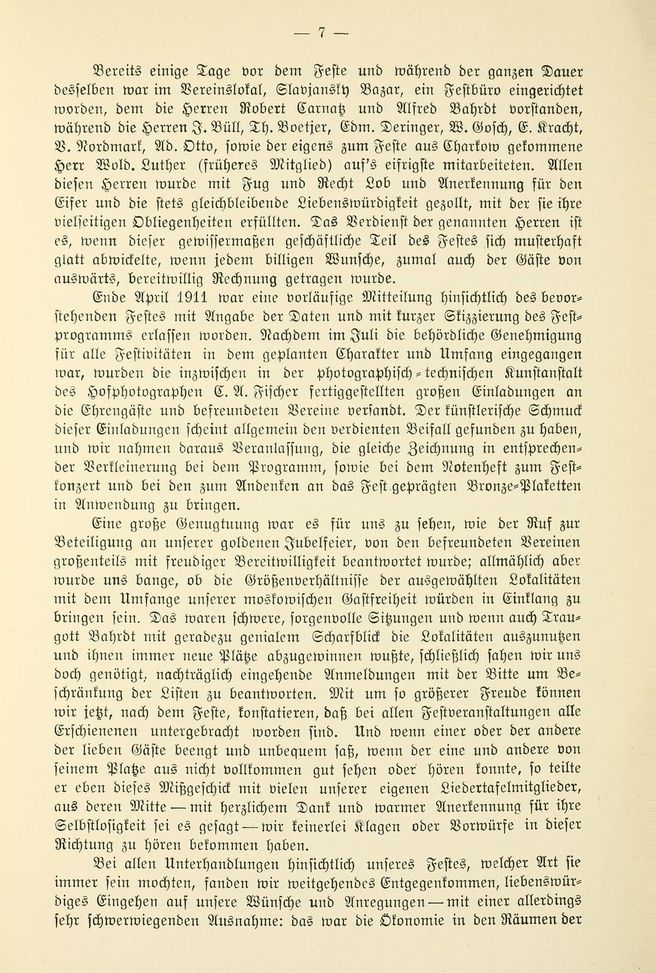 — 7 —
Bereits einige Tage vor dem Feste und während der ganzen Dauer
desselben war im Vereinslokal, Slavjansky Bazar, ein Festbüro eingerichtet
worden, dem die Herren Robert Carnatz und Alfred Bahrdt vorstanden,
während die Herren J. Büll, Th. Boetjer, Edm. Deringer, W. Gosch, E. Kracht,
V. Nordmark, Ad. Otto, sowie der eigens zum Feste aus Charkow gekommene
Herr Wold. Luther (früheres Mitglied) auf's eifrigste mitarbeiteten. Allen
diesen Herren wurde mit Fug und Recht Lob und Anerkennung für den
Eifer und die stets gleichbleibende Liebenswürdigkeit gezollt, mit der sie ihre
vielseitigen Obliegenheiten erfüllten. Das Verdienst der genannten Herren ist
es, wenn dieser gewissermaßen geschäftliche Teil des Festes sich musterhaft
glatt abwickelte, wenn jedem billigen Wunsche, zumal auch der Gäste von
auswärts, bereitwillig Rechnung getragen wurde.
Ende April 1911 war eine vorläufige Mitteilung hinsichtlich des bevor-
stehenden Festes mit Angabe der Daten und mit kurzer Skizzierung des Fest-
programms erlassen worden. Nachdem im Juli die behördliche Genehmigung
für alle Festivitäten in dem geplanten Charakter und Umfang eingegangen
war, wurden die inzwischen in der photographisch-technischen Kunstanstalt
des Hofphotographen C. A. Fischer fertiggestellten großen Einladungen an
die Ehrengäste und befreundeten Vereine versandt. Der künstlerische Schmuck
dieser Einladungen scheint allgemein den verdienten Beifall gefunden zu haben,
und wir nahmen daraus Veranlassung, die gleiche Zeichnung in entsprechen-
der Verkleinerung bei dem Programm, sowie bei dem Notenheft zum Fest-
konzert und bei den zum Andenken an das Fest geprägten Bronze-Plaketten
in Anwendung zu bringen.
Eine große Genugtuung war es für uns zu sehen, wie der Ruf zur
Beteiligung an unserer goldenen Jubelfeier, von den befreundeten Vereinen
großenteils mit freudiger Bereitwilligkeit beantwortet wurde; allmählich aber
wurde uns bange, ob die Größenverhältnisse der ausgewählten Lokalitäten
mit dem Umfange unserer moskowischen Gastfreiheit würden in Einklang zu
bringen sein. Das waren schwere, sorgenvolle Sitzungen und wenn auch Trau-
gott Bahrdt mit geradezu genialem Scharfblick die Lokalitäten auszunutzen
und ihnen immer neue Plätze abzugewinnen wußte, schließlich sahen wir uns
doch genötigt, nachträglich eingehende Anmeldungen mit der Bitte um Be-
schränkung der Listen zu beantworten. Mit um so größerer Freude können
wir jetzt, nach dem Feste, konstatieren, daß bei allen Festveranstaltungen alle
Erschienenen untergebracht worden sind. Und wenn einer oder der andere
der lieben Gäste beengt und unbequem saß, wenn der eine und andere von
seinem Platze aus nicht vollkommen gut sehen oder hören konnte, so teilte
er eben dieses Mißgeschick mit vielen unserer eigenen Liedertafelmitglieder,
aus deren Mitte — mit herzlichem Dank und warmer Anerkennung für ihre
Selbstlosigkeit sei es gesagt — wir keinerlei Klagen oder Vorwürfe in dieser
Richtung zu hören bekommen haben.
Bei allen Unterhandlungen hinsichtlich unseres Festes, welcher Art sie
immer sein mochten, fanden wir weitgehendes Entgegenkommen, liebenswür-
diges Eingehen auf unsere Wünsche und Anregungen — mit einer allerdings
sehr schwerwiegenden Ausnahme: das war die Ökonomie in den Räumen der